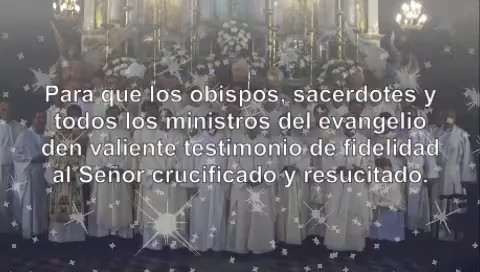 Para que los obispos, sacerdotes y
todos los ministros del evangelio
den valiente testimonio de fidelidad
al Señor crucificado y resucitado.